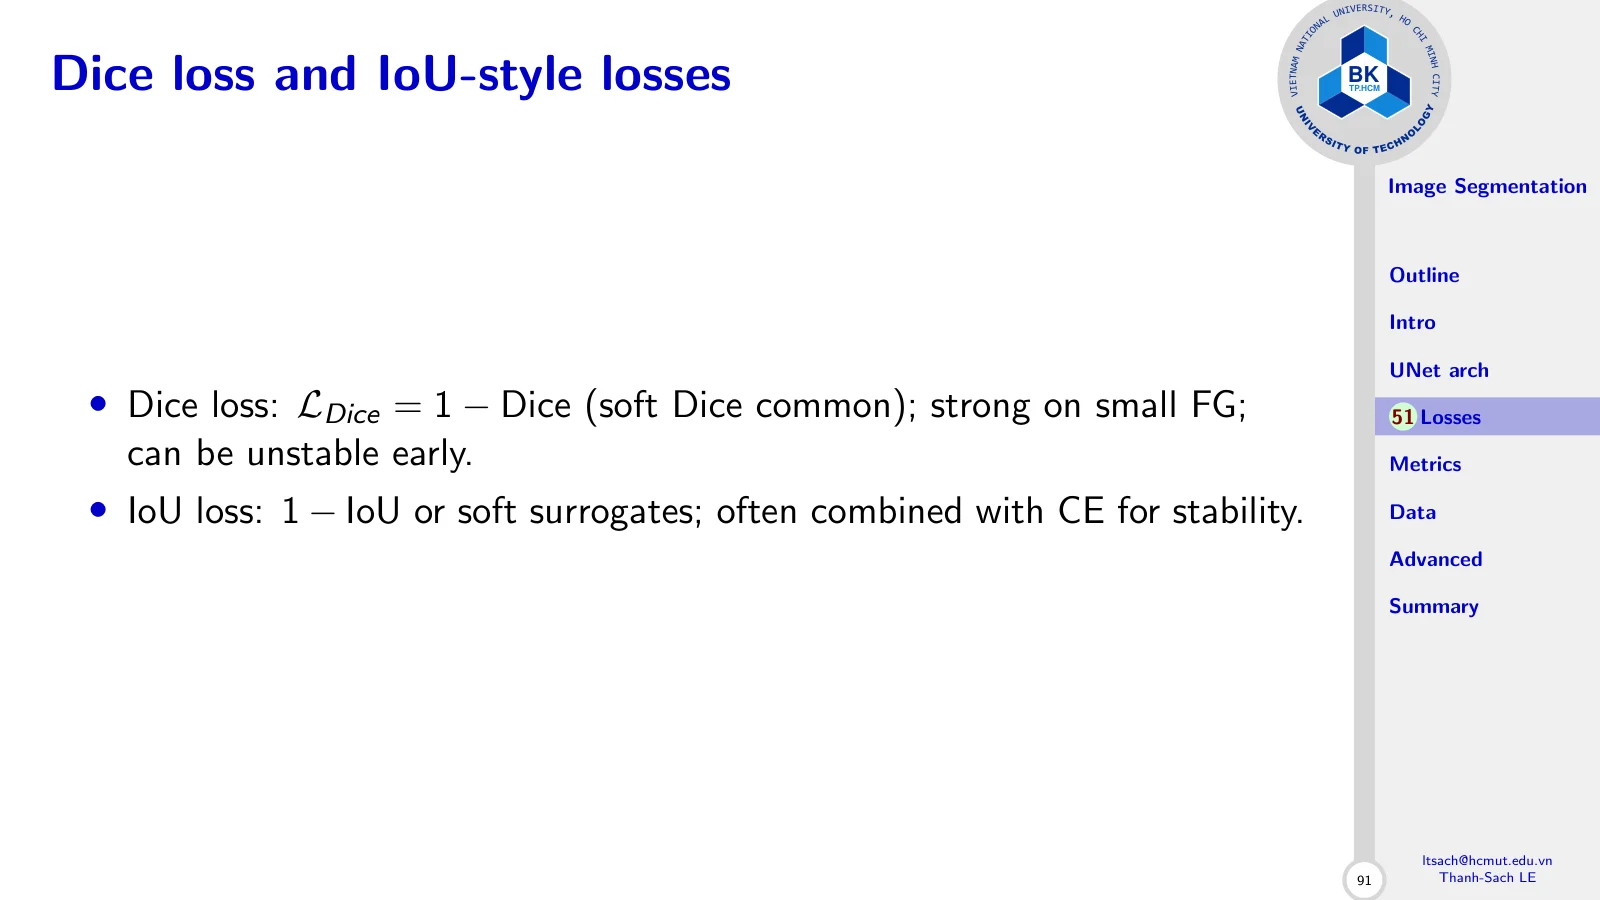 Dice loss and IoU-style losses
VIETNAM NATIONAL UNIVERSITY, HO CHI MINH CITY
BK
TP.HCM
UNIVERSITY OF TECHNOLOGY
Image Segmentation
Outline
Intro
UNet arch
51 Losses
Metrics
Data
Advanced
Summary
• Dice loss: ℒ_Dice = 1 − Dice (soft Dice common); strong on small FG;
can be unstable early.
• IoU loss: 1 − IoU or soft surrogates; often combined with CE for stability.
ltsach@hcmut.edu.vn
Thanh-Sach LE
91